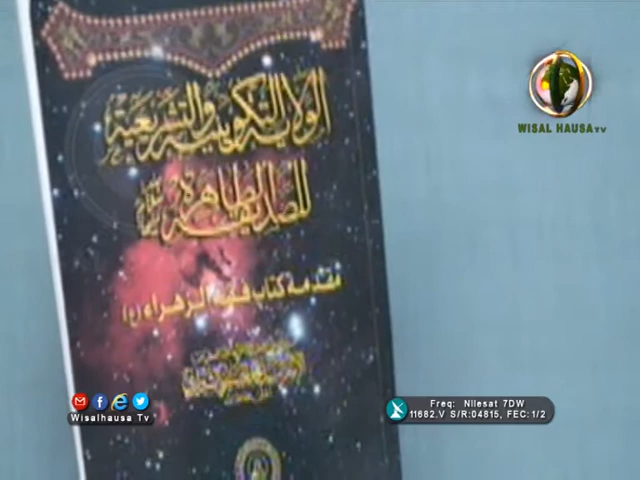 الولاية التكوينية والتشريعية
للصديقة الطاهرة
مقدمة كتاب فقه الزهراء (ع)
WISAL HAUSA TV
Wisalhausa Tv
Freq: Nilesat 7DW
11682.V S/R:04815, FEC:1/2